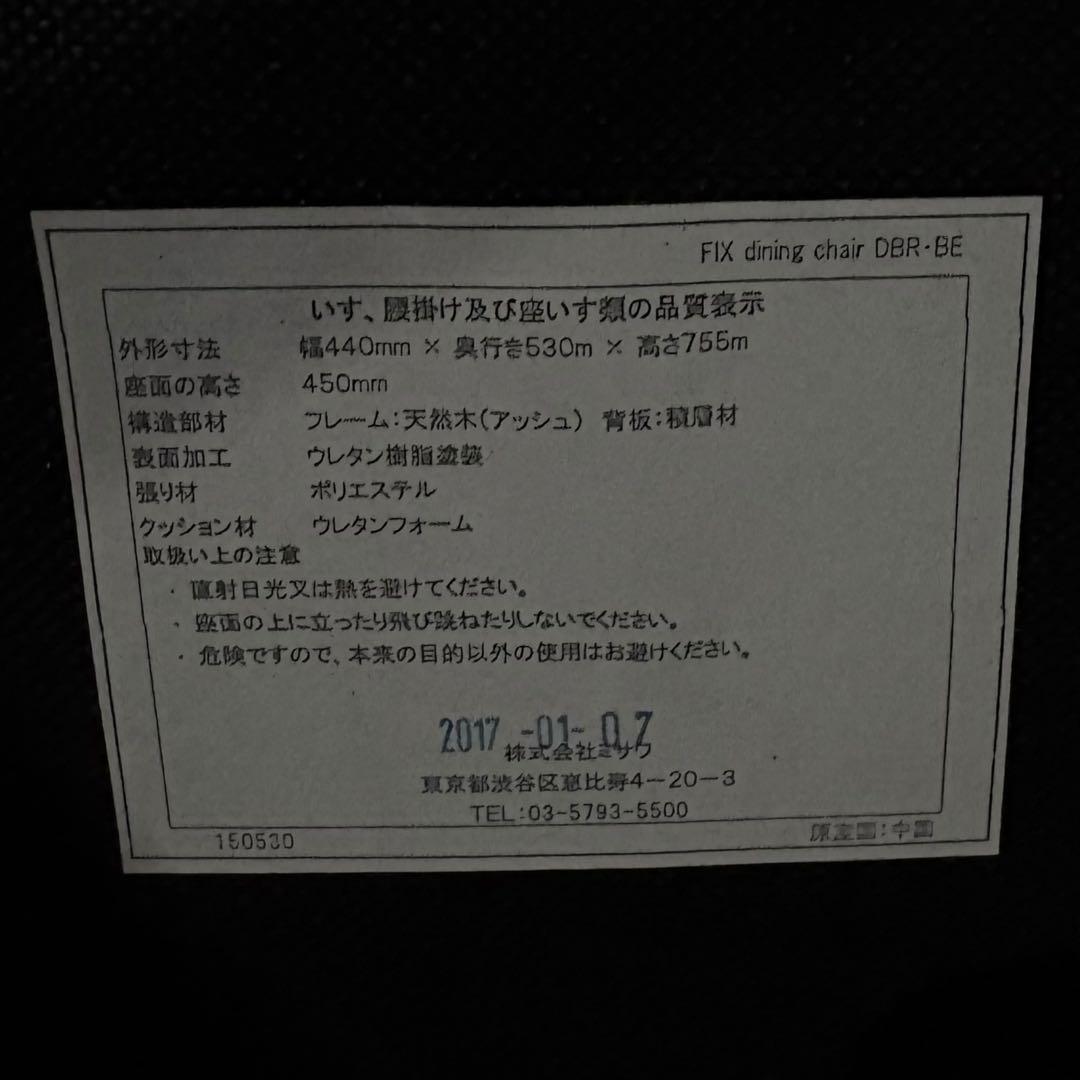 FIX dining chair DBR・BE
いす、腰掛け及び座いす類の品質表示
外形寸法 幅440mm × 奥行き530m × 高さ755m
座面の高さ 450mm
構造部材 フレーム：天然木（アッシュ） 背板：積層材
表面加工 ウレタン樹脂塗装
張り材 ポリエステル
クッション材 ウレタンフォーム
取扱い上の注意
・ 直射日光又は熱を避けてください。
・ 座面の上に立ったり飛び跳ねたりしないでください。
・ 危険ですので、本来の目的以外の使用はお避けください。
2017 -01- 07
株式会社ミサワ
東京都渋谷区恵比寿4－20－3
TEL：03-5793-5500
150530 原産国：中国